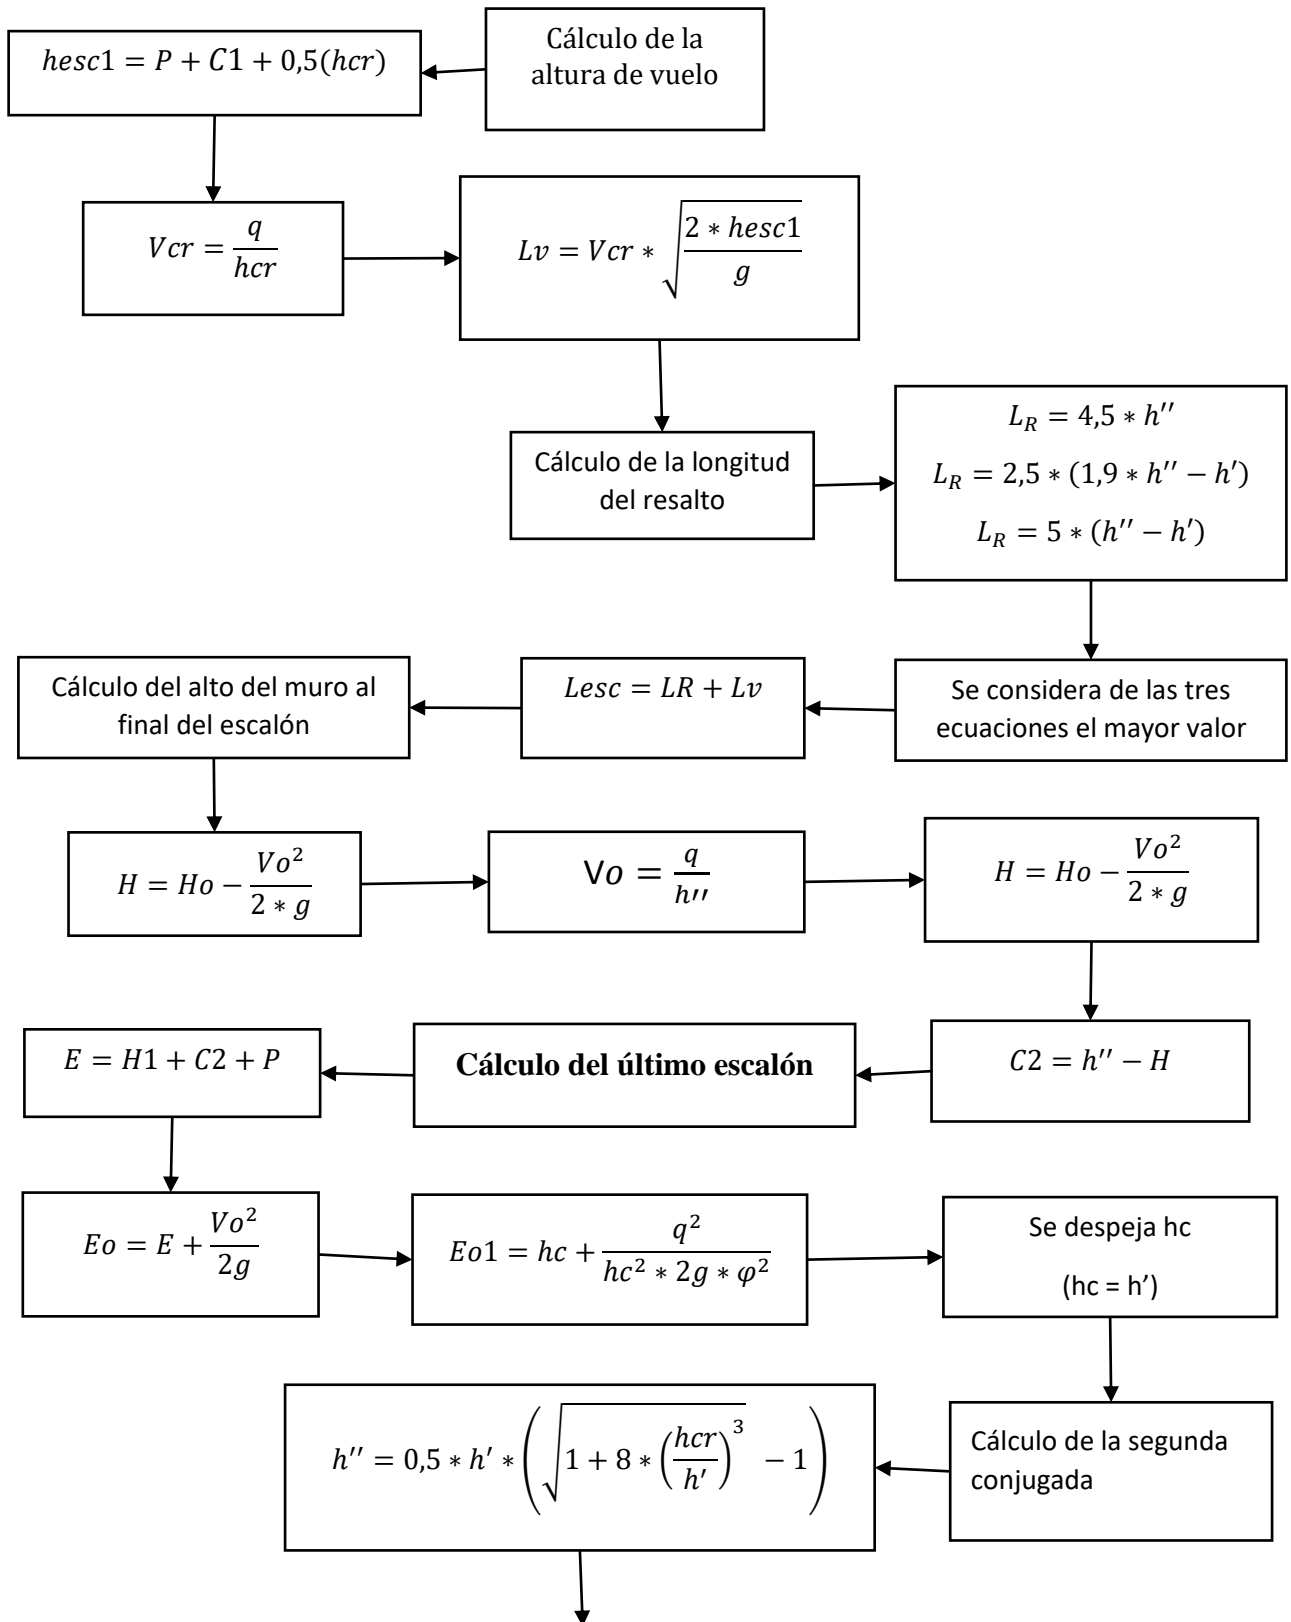 Cálculo de la
altura de vuelo
hesc1 = P + C1 + 0,5(hcr)
Vcr = q / hcr
Lv = Vcr * √(2 * hesc1 / g)
Cálculo de la longitud
del resalto
L_R = 4,5 * h′′
L_R = 2,5 * (1,9 * h′′ − h′)
L_R = 5 * (h′′ − h′)
Se considera de las tres
ecuaciones el mayor valor
Lesc = LR + Lv
Cálculo del alto del muro al
final del escalón
H = Ho − Vo² / 2 * g
Vo = q / h′′
H = Ho − Vo² / 2 * g
C2 = h′′ − H
Cálculo del último escalón
E = H1 + C2 + P
Eo = E + Vo² / 2g
Eo1 = hc + q² / hc² * 2g * φ²
Se despeja hc
(hc = h’)
Cálculo de la segunda
conjugada
h′′ = 0,5 * h′ * (√(1 + 8 * (hcr / h′)³) − 1)